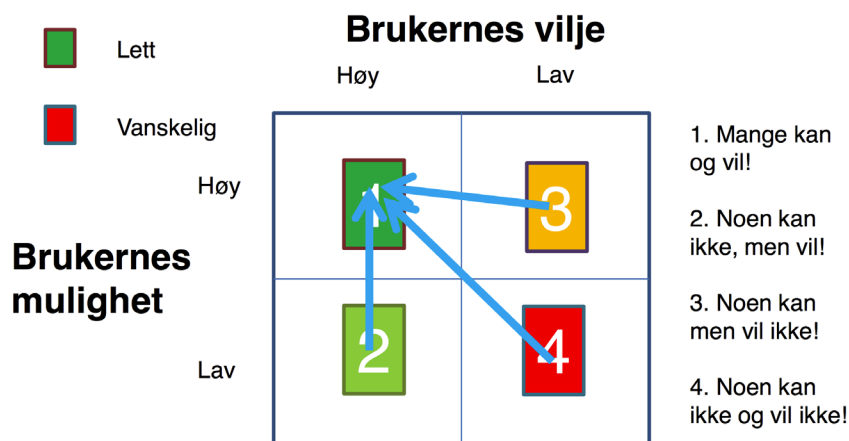 Brukernes vilje
Lett
Høy
Lav
Vanskelig
1. Mange kan
og vil!
Høy
1
3
2. Noen kan
ikke, men vil!
Brukernes
mulighet
3. Noen kan
men vil ikke!
2
4
Lav
4. Noen kan
ikke og vil ikke!